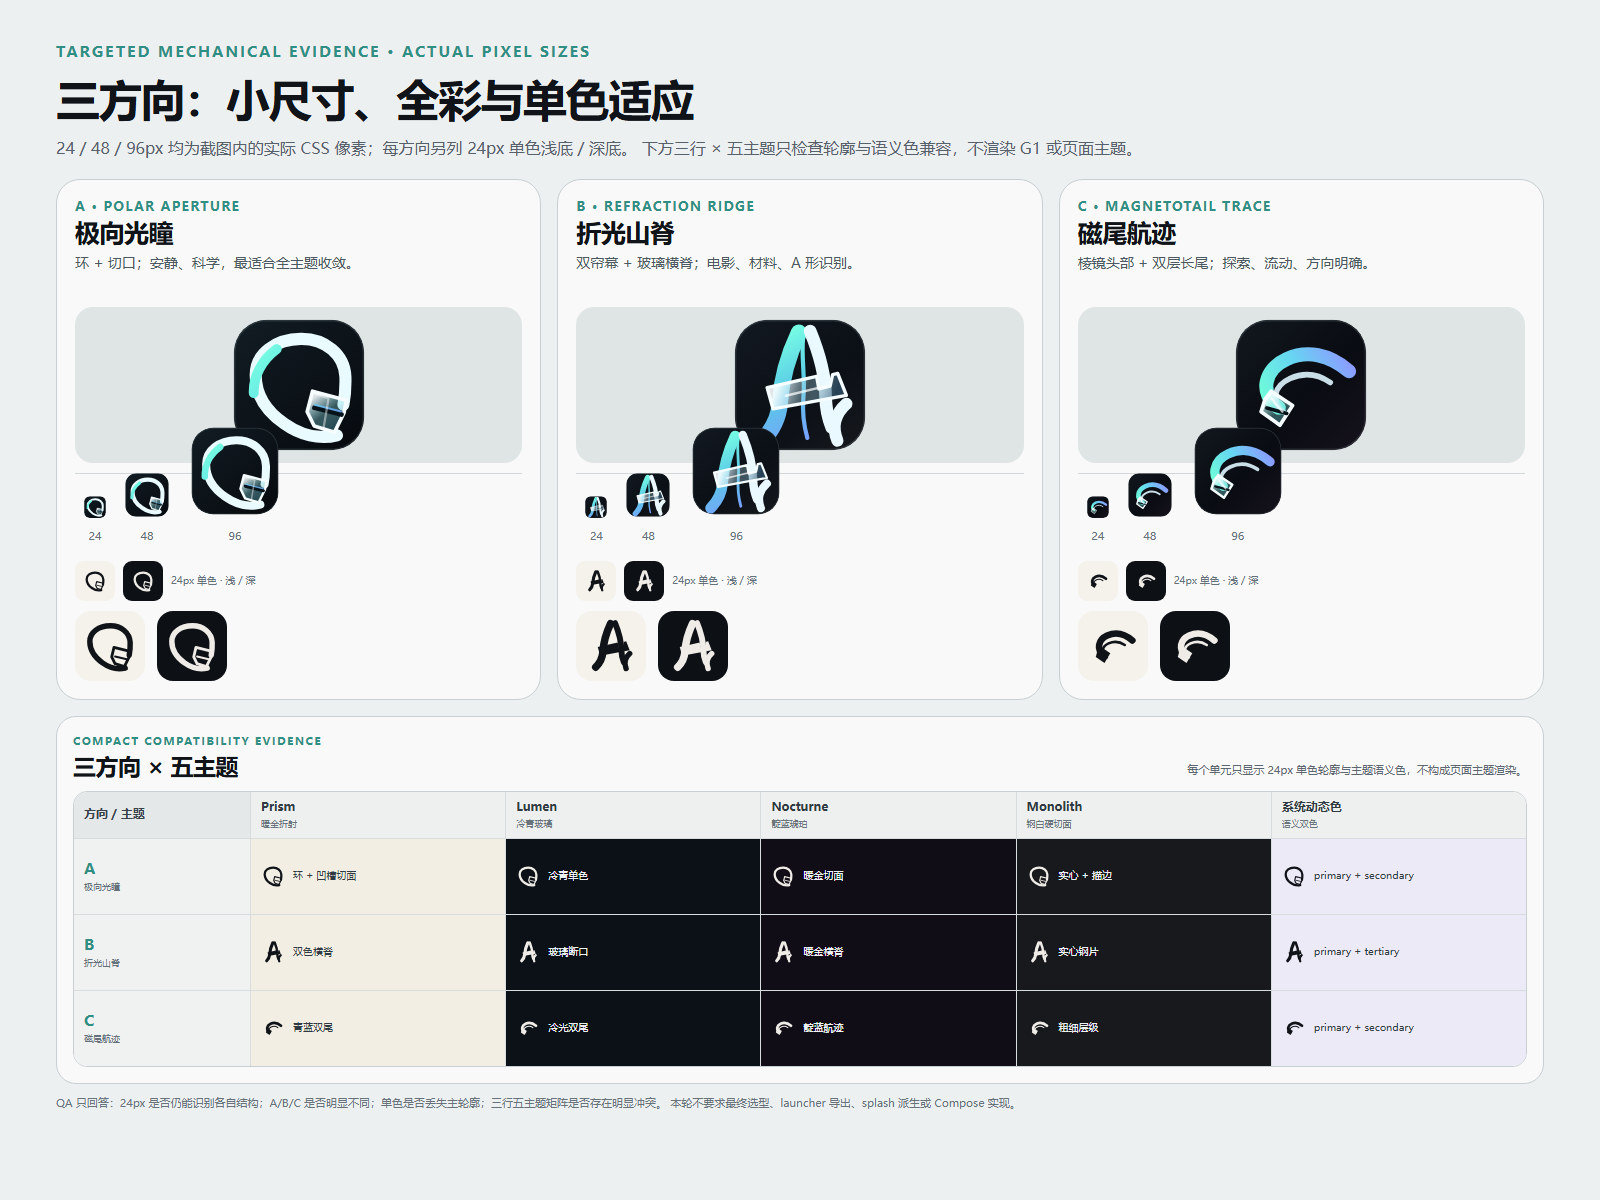 TARGETED MECHANICAL EVIDENCE • ACTUAL PIXEL SIZES
三方向：小尺寸、全彩与单色适应
24 / 48 / 96px 均为截图内的实际 CSS 像素；每方向另列 24px 单色浅底 / 深底。 下方三行 × 五主题只检查轮廓与语义色兼容，不渲染 G1 或页面主题。
A • POLAR APERTURE
极向光瞳
环 + 切口；安静、科学，最适合全主题收敛。
24
48
96
24px 单色 · 浅 / 深
B • REFRACTION RIDGE
折光山脊
双帘幕 + 玻璃横脊；电影、材料、A 形识别。
24
48
96
24px 单色 · 浅 / 深
C • MAGNETOTAIL TRACE
磁尾航迹
棱镜头部 + 双层长尾；探索、流动、方向明确。
24
48
96
24px 单色 · 浅 / 深
COMPACT COMPATIBILITY EVIDENCE
三方向 × 五主题
每个单元只显示 24px 单色轮廓与主题语义色，不构成页面主题渲染。
方向 / 主题
Prism
暖金折射
Lumen
冷青玻璃
Nocturne
靛蓝琥珀
Monolith
钢白硬切面
系统动态色
语义双色
A
极向光瞳
环 + 凹槽切面
冷青单色
暖金切面
实心 + 描边
primary + secondary
B
折光山脊
双色横脊
玻璃断口
暖金横脊
实心钢片
primary + tertiary
C
磁尾航迹
青蓝双尾
冷光双尾
靛蓝航迹
粗细层级
primary + secondary
QA 只回答：24px 是否仍能识别各自结构；A/B/C 是否明显不同；单色是否丢失主轮廓；三行五主题矩阵是否存在明显冲突。 本轮不要求最终选型、launcher 导出、splash 派生或 Compose 实现。